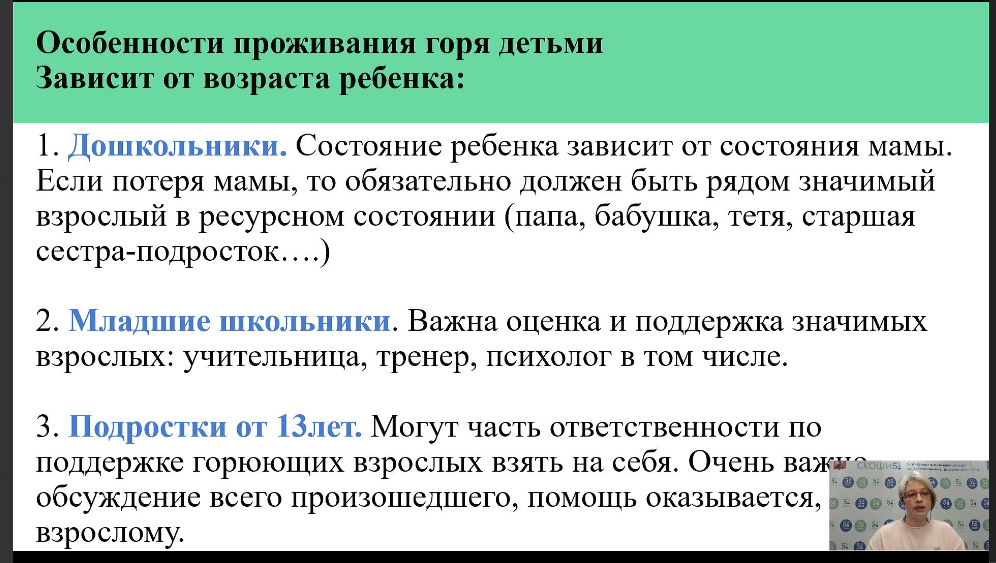 Особенности проживания горя детьми
Зависит от возраста ребенка:
1. Дошкольники. Состояние ребенка зависит от состояния мамы.
Если потеря мамы, то обязательно должен быть рядом значимый
взрослый в ресурсном состоянии (папа, бабушка, тетя, старшая
сестра-подросток….)
2. Младшие школьники. Важна оценка и поддержка значимых
взрослых: учительница, тренер, психолог в том числе.
3. Подростки от 13лет. Могут часть ответственности по
поддержке горюющих взрослых взять на себя. Очень важно
обсуждение всего произошедшего, помощь оказывается,
взрослому.